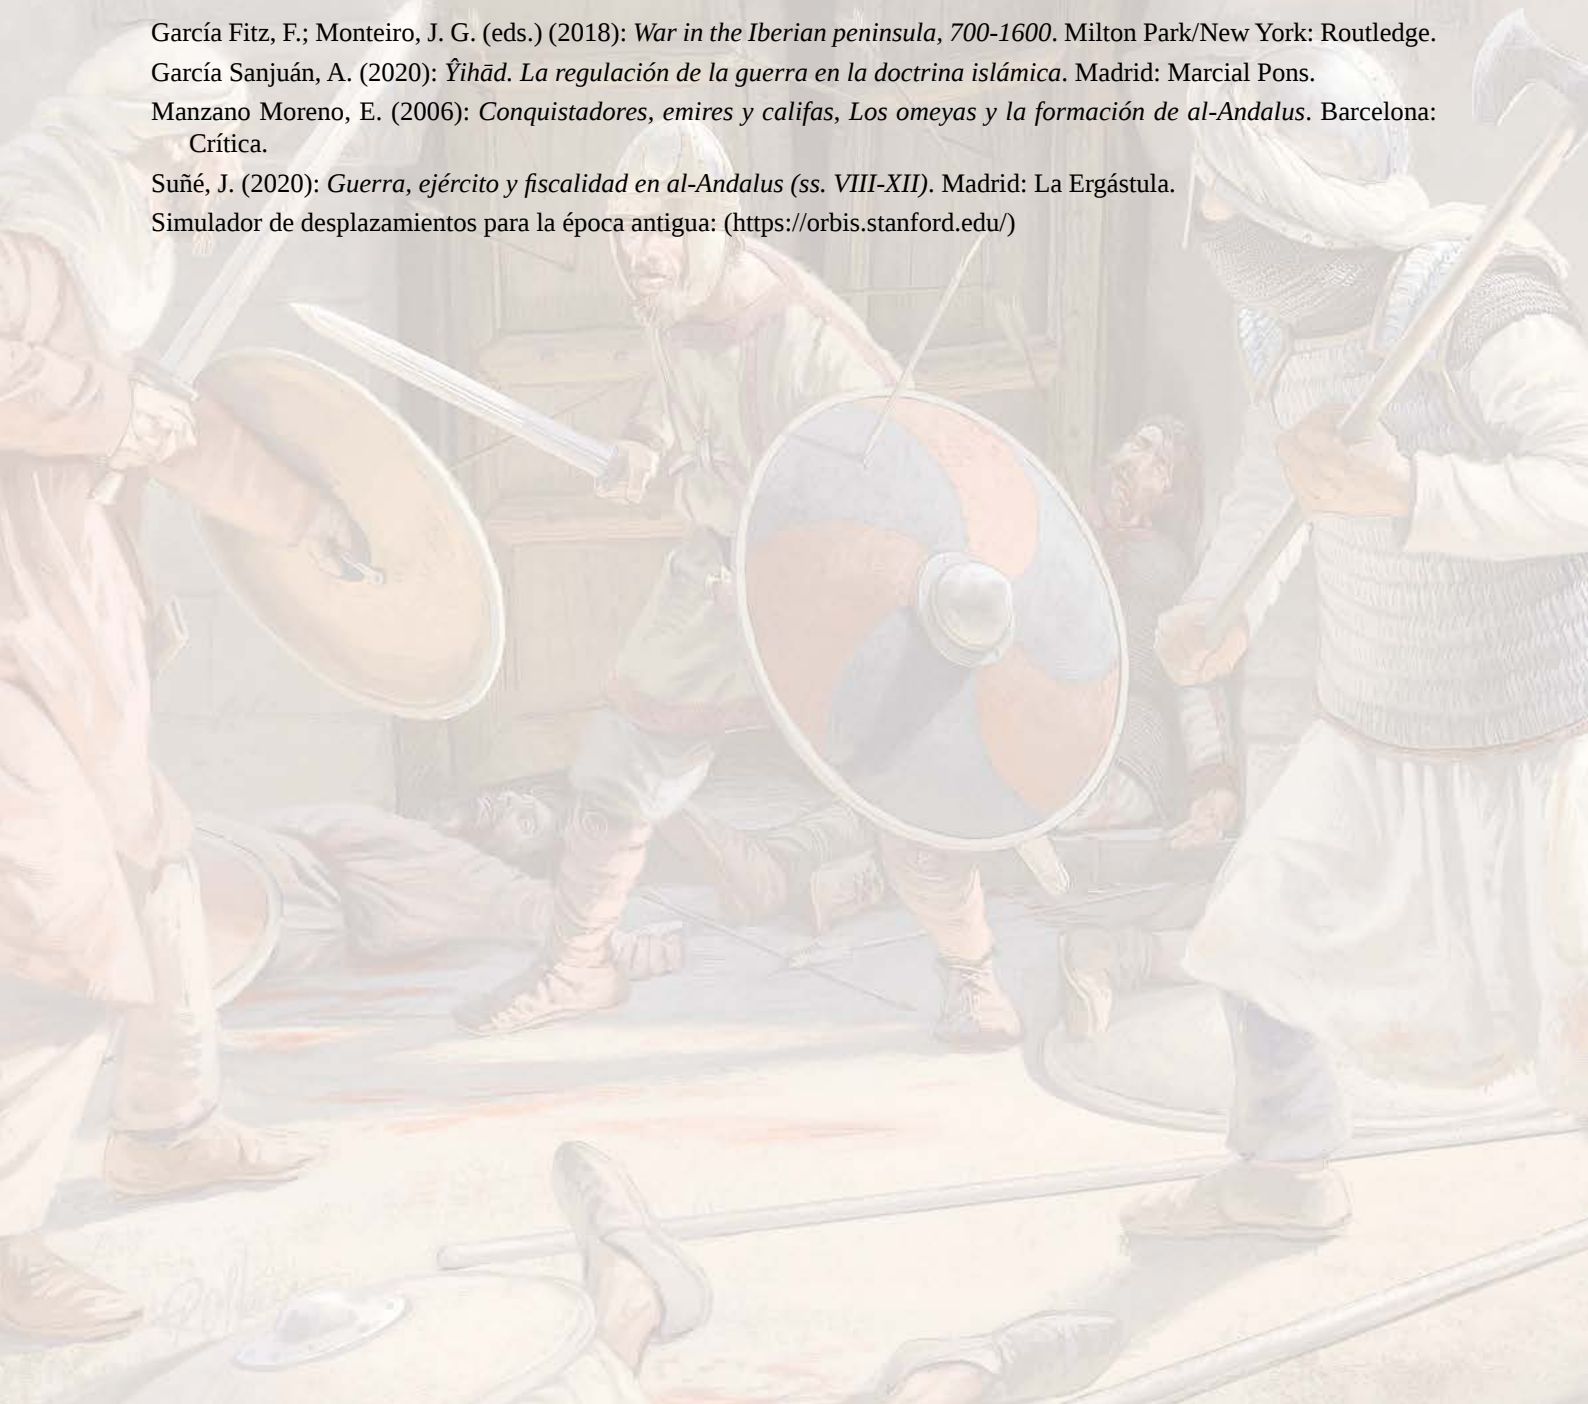 García Fitz, F.; Monteiro, J. G. (eds.) (2018): War in the Iberian peninsula, 700-1600. Milton Park/New York: Routledge.
García Sanjuán, A. (2020): Ŷihād. La regulación de la guerra en la doctrina islámica. Madrid: Marcial Pons.
Manzano Moreno, E. (2006): Conquistadores, emires y califas, Los omeyas y la formación de al-Andalus. Barcelona:
Crítica.
Suñé, J. (2020): Guerra, ejército y fiscalidad en al-Andalus (ss. VIII-XII). Madrid: La Ergástula.
Simulador de desplazamientos para la época antigua: (https://orbis.stanford.edu/)